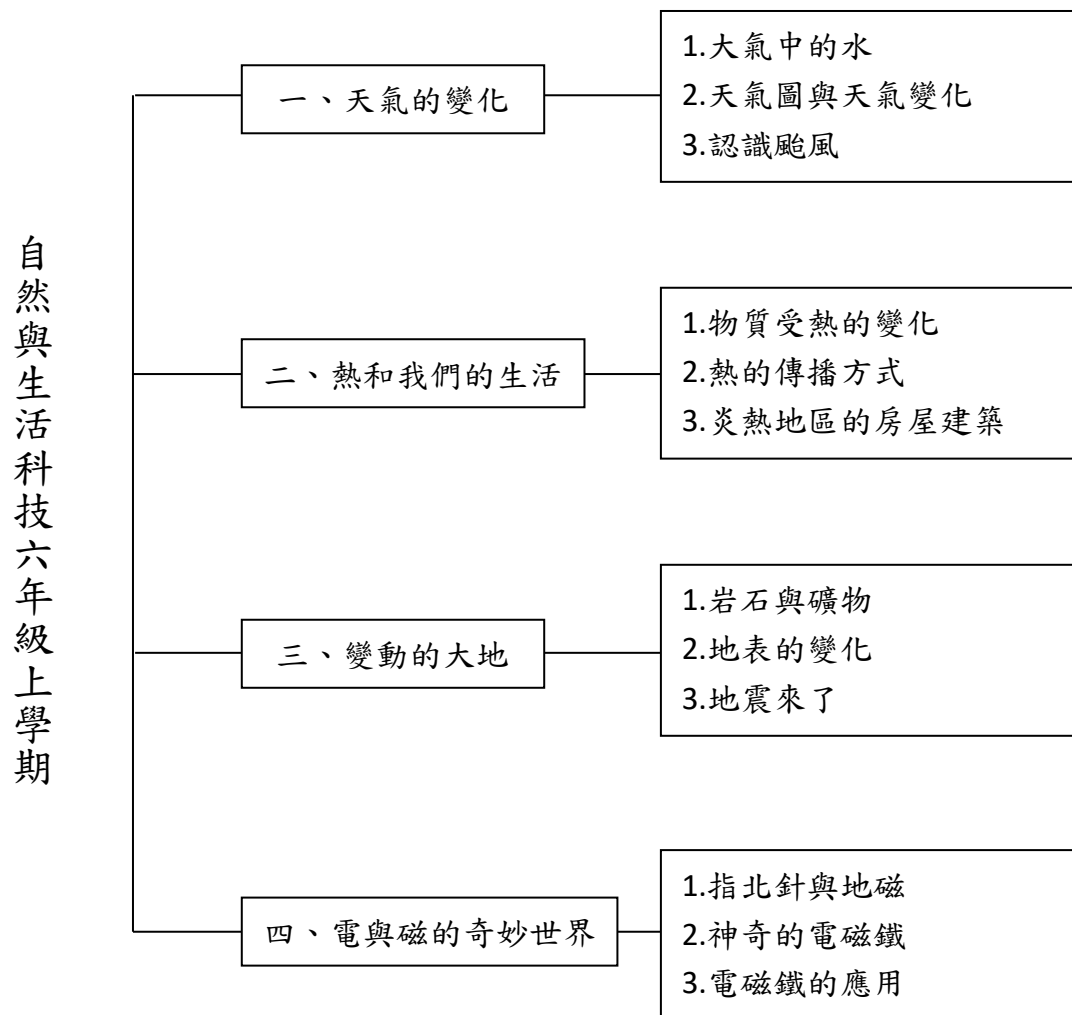 自然與生活科技六年級上學期
一、天氣的變化
1.大氣中的水
2.天氣圖與天氣變化
3.認識颱風
二、熱和我們的生活
1.物質受熱的變化
2.熱的傳播方式
3.炎熱地區的房屋建築
三、變動的大地
1.岩石與礦物
2.地表的變化
3.地震來了
四、電與磁的奇妙世界
1.指北針與地磁
2.神奇的電磁鐵
3.電磁鐵的應用